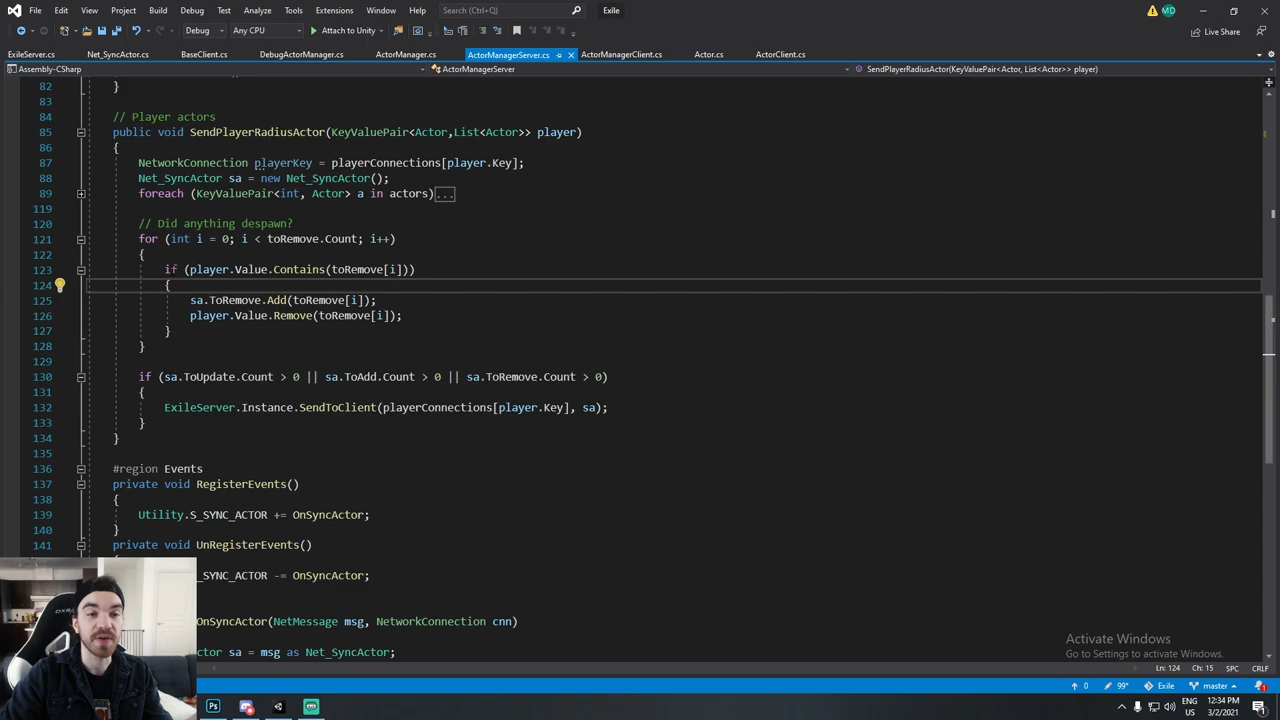 File Edit View Git Project Build Debug Test Analyze Tools Extensions Window Help Search (Ctrl+Q) Exile MD
Debug Any CPU Attach to Unity Live Share
ExileServer.cs Net_SyncActor.cs BaseClient.cs DebugActorManager.cs ActorManager.cs ActorManagerServer.cs ActorManagerClient.cs Actor.cs ActorClient.cs
Assembly-CSharp ActorManagerServer SendPlayerRadiusActor(KeyValuePair<Actor, List<Actor>> player)
82 }
83
84 // Player actors
85 public void SendPlayerRadiusActor(KeyValuePair<Actor,List<Actor>> player)
86 {
87 NetworkConnection playerKey = playerConnections[player.Key];
88 Net_SyncActor sa = new Net_SyncActor();
89 foreach (KeyValuePair<int, Actor> a in actors)...
119
120 // Did anything despawn?
121 for (int i = 0; i < toRemove.Count; i++)
122 {
123 if (player.Value.Contains(toRemove[i]))
124 {
125 sa.ToRemove.Add(toRemove[i]);
126 player.Value.Remove(toRemove[i]);
127 }
128 }
129
130 if (sa.ToUpdate.Count > 0 || sa.ToAdd.Count > 0 || sa.ToRemove.Count > 0)
131 {
132 ExileServer.Instance.SendToClient(playerConnections[player.Key], sa);
133 }
134 }
135
136 #region Events
137 private void RegisterEvents()
138 {
139 Utility.S_SYNC_ACTOR += OnSyncActor;
140 }
141 private void UnRegisterEvents()
_SYNC_ACTOR -= OnSyncActor;
OnSyncActor(NetMessage msg, NetworkConnection cnn)
ctor sa = msg as Net_SyncActor;
Activate Windows
Go to Settings to activate Windows.
Ln: 124 Ch: 15 SPC CRLF
0 99+ Exile master 1
Ps ENG US 12:34 PM 3/2/2021 1